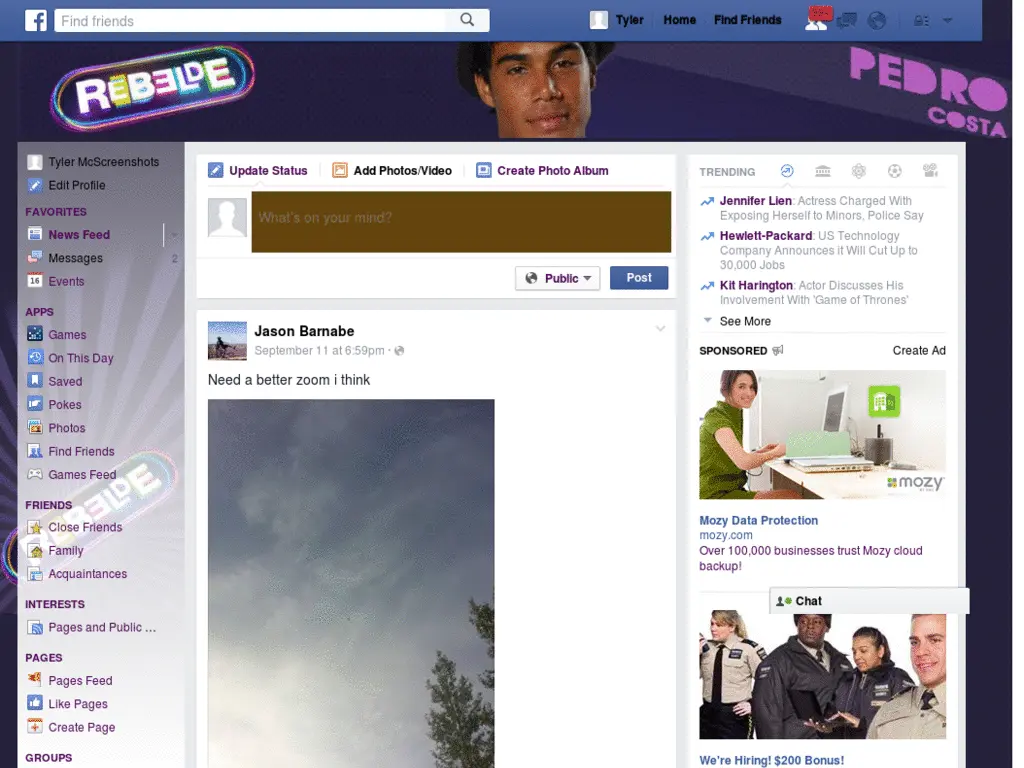 Find friends
Tyler
Home
Find Friends
REBELDE
PEDRO
COSTA
Tyler McScreenshots
Edit Profile
FAVORITES
News Feed
Messages 2
16 Events
APPS
Games
On This Day
Saved
Pokes
Photos
Find Friends
Games Feed
REBELDE
FRIENDS
Close Friends
Family
Acquaintances
INTERESTS
Pages and Public ...
PAGES
Pages Feed
Like Pages
Create Page
GROUPS
Update Status
Add Photos/Video
Create Photo Album
What's on your mind?
Public
Post
Jason Barnabe
September 11 at 6:59pm ·
Need a better zoom i think
TRENDING
Jennifer Lien: Actress Charged With
Exposing Herself to Minors, Police Say
Hewlett-Packard: US Technology
Company Announces it Will Cut Up to
30,000 Jobs
Kit Harington: Actor Discusses His
Involvement With 'Game of Thrones'
See More
SPONSORED
Create Ad
mozy
Mozy Data Protection
mozy.com
Over 100,000 businesses trust Mozy cloud
backup!
Chat
We're Hiring! $200 Bonus!